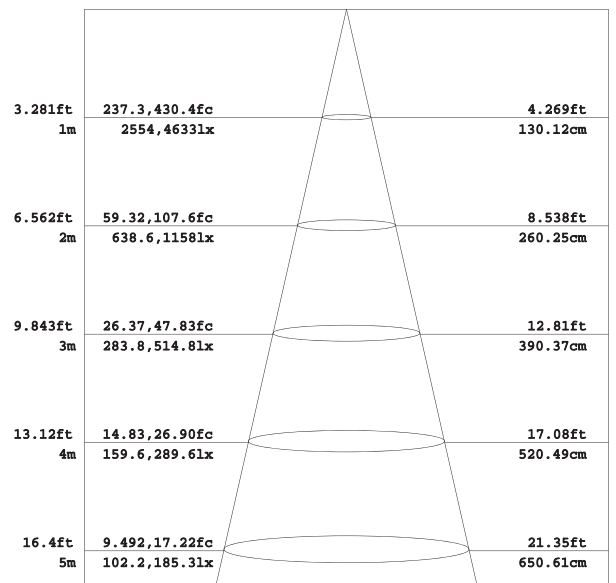 3.281ft 237.3,430.4fc 4.269ft
1m 2554,4633lx 130.12cm
6.562ft 59.32,107.6fc 8.538ft
2m 638.6,1158lx 260.25cm
9.843ft 26.37,47.83fc 12.81ft
3m 283.8,514.8lx 390.37cm
13.12ft 14.83,26.90fc 17.08ft
4m 159.6,289.6lx 520.49cm
16.4ft 9.492,17.22fc 21.35ft
5m 102.2,185.3lx 650.61cm